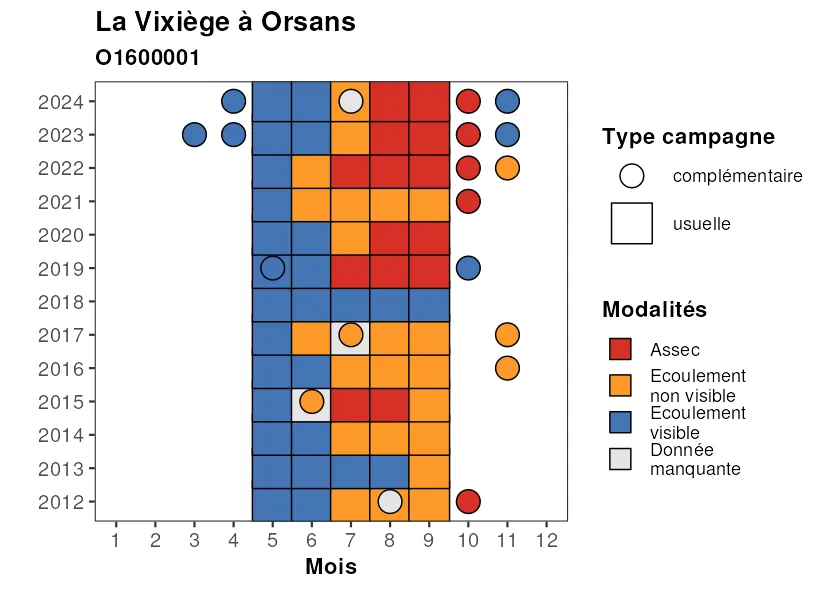 La Vixiège à Orsans
O1600001
2024
2023
2022
2021
2020
2019
2018
2017
2016
2015
2014
2013
2012
1 2 3 4 5 6 7 8 9 10 11 12
Mois
Type campagne
complémentaire
usuelle
Modalités
Assec
Ecoulement
non visible
Ecoulement
visible
Donnée
manquante